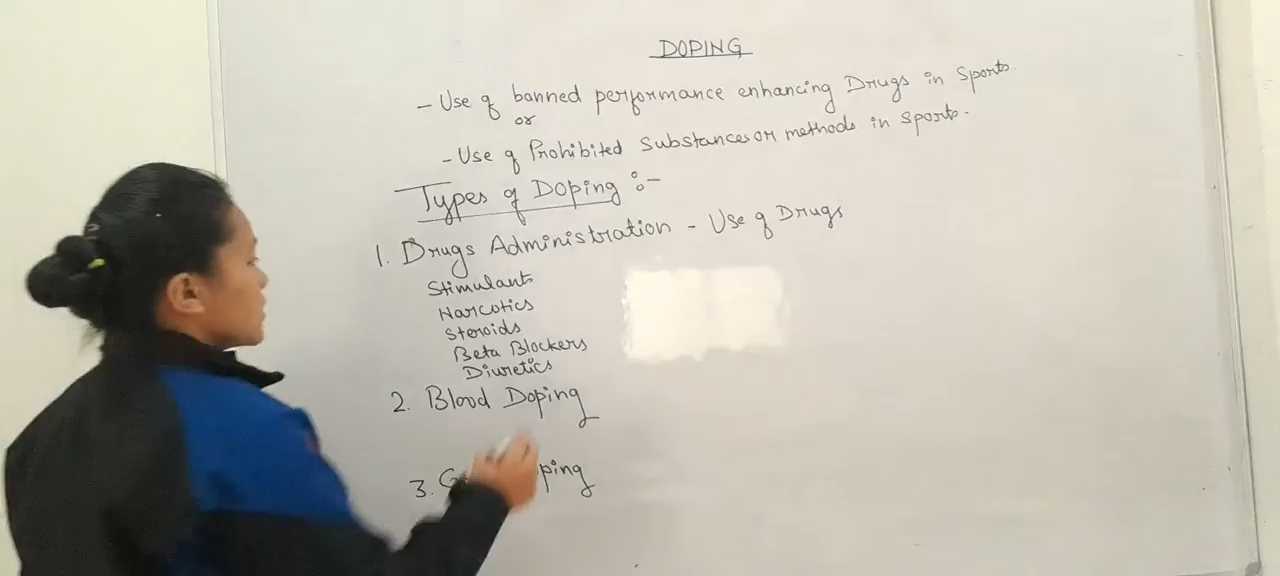 DOPING
- Use of banned performance enhancing Drugs in Sports.
or
- Use of Prohibited Substances or methods in Sports.
Types of Doping :-
1. Drugs Administration - Use of Drugs
Stimulants
Narcotics
Steroids
Beta Blockers
Diuretics
2. Blood Doping
3.